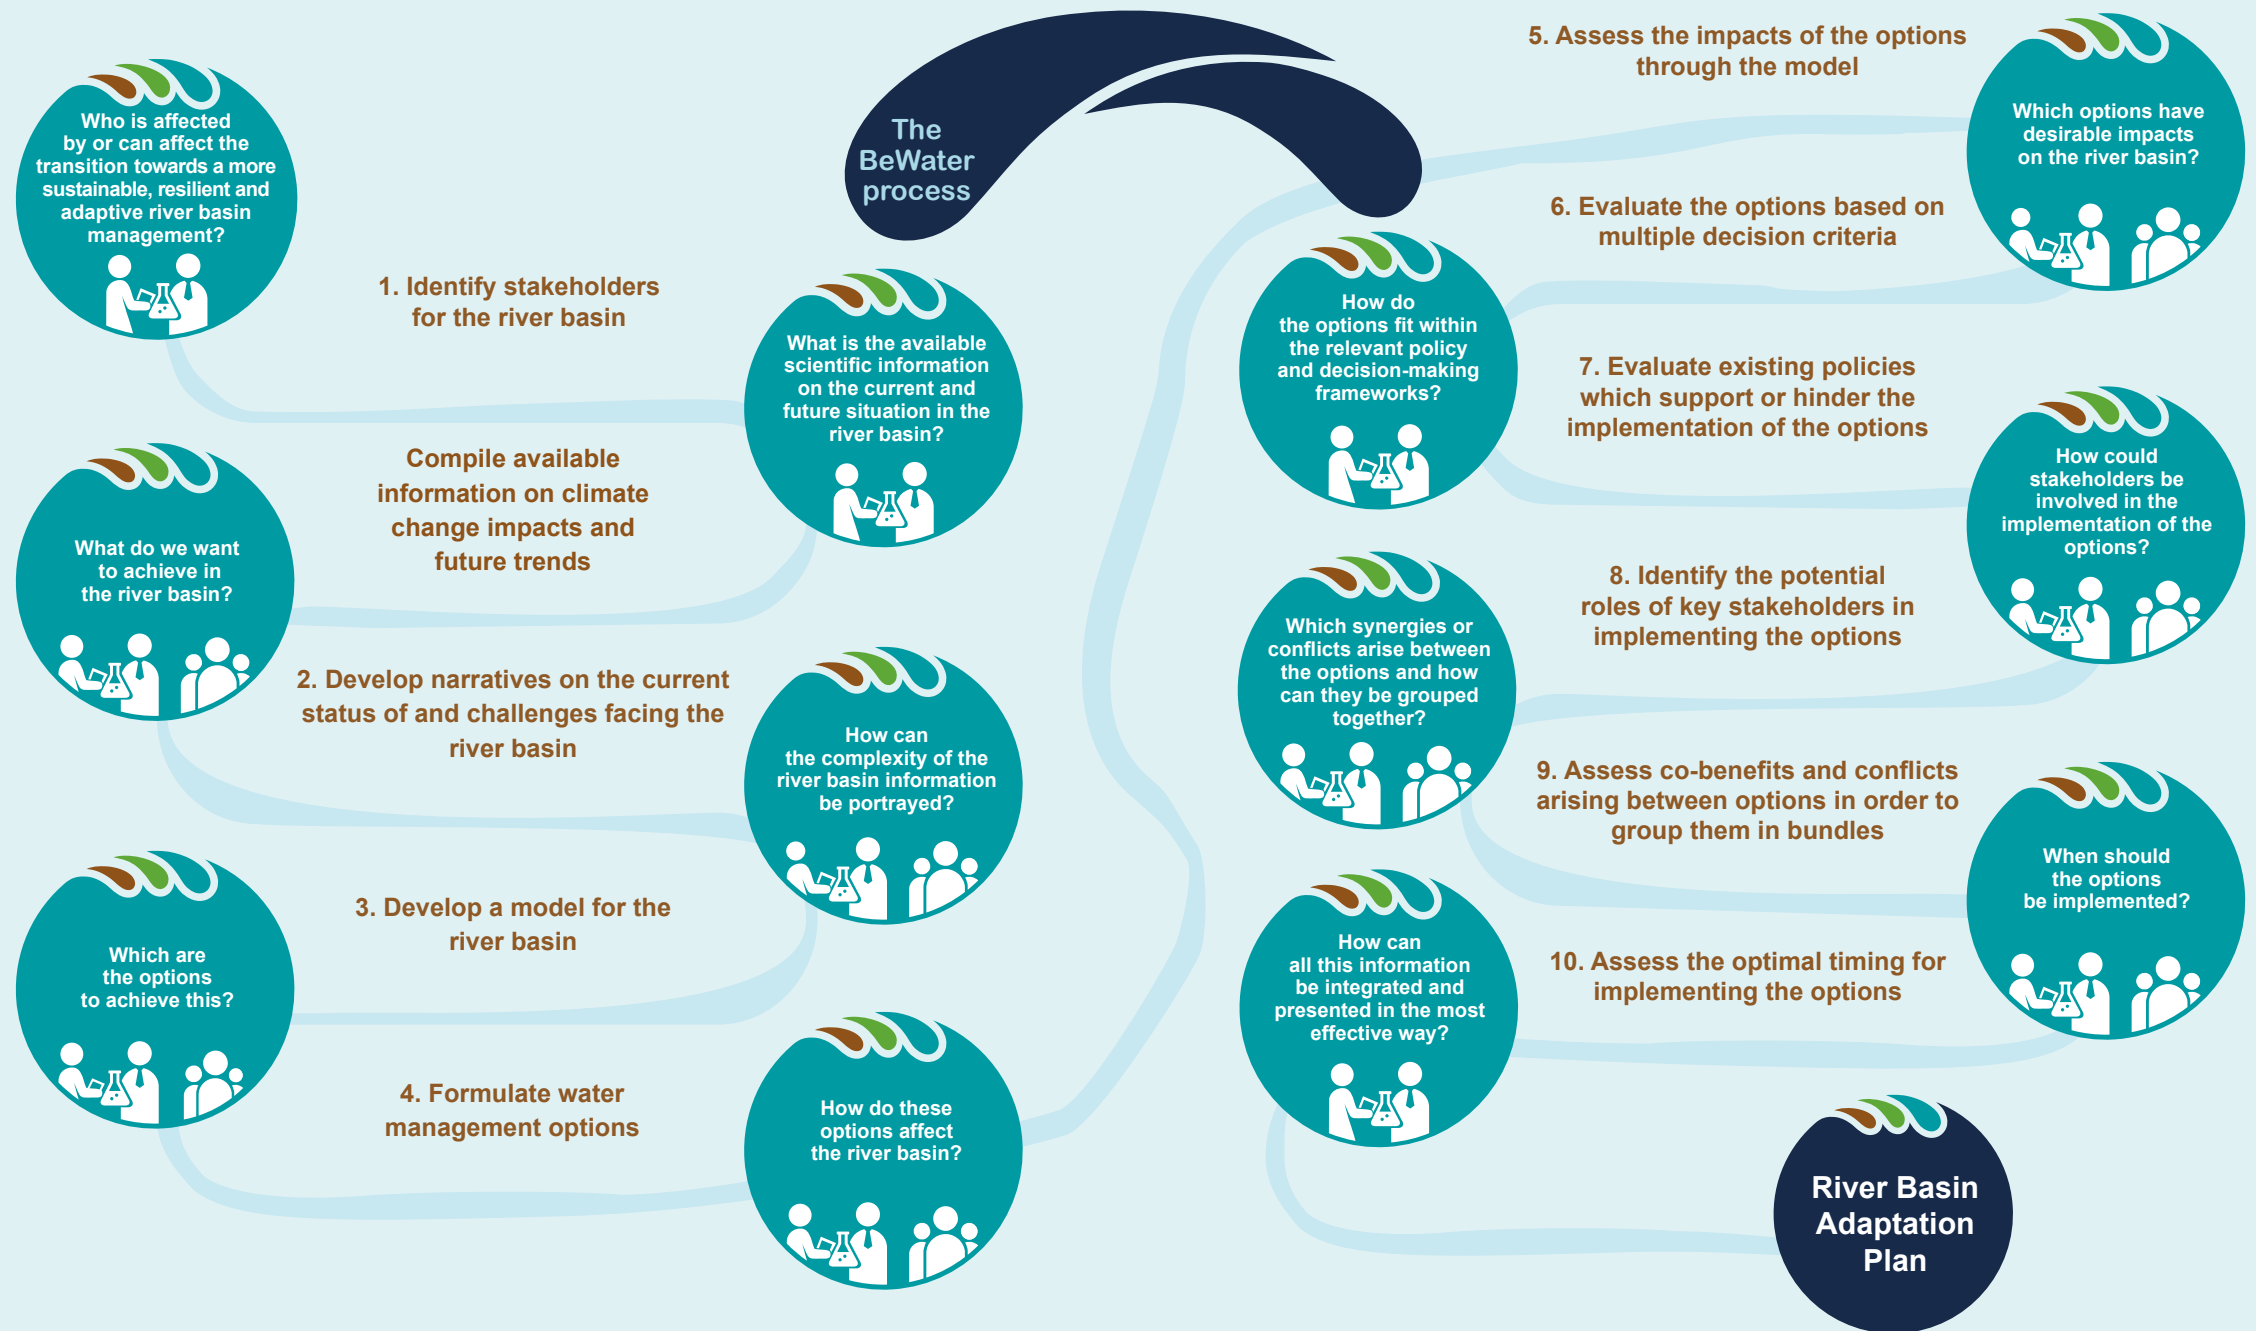 The
BeWater
process
Who is affected
by or can affect the
transition towards a more
sustainable, resilient and
adaptive river basin
management?
1. Identify stakeholders
for the river basin
What is the available
scientific information
on the current and
future situation in the
river basin?
Compile available
information on climate
change impacts and
future trends
What do we want
to achieve in
the river basin?
2. Develop narratives on the current
status of and challenges facing the
river basin
How can
the complexity of the
river basin information
be portrayed?
3. Develop a model for the
river basin
Which are
the options
to achieve this?
4. Formulate water
management options
How do these
options affect
the river basin?
5. Assess the impacts of the options
through the model
Which options have
desirable impacts
on the river basin?
6. Evaluate the options based on
multiple decision criteria
How do
the options fit within
the relevant policy
and decision-making
frameworks?
7. Evaluate existing policies
which support or hinder the
implementation of the options
How could
stakeholders be
involved in the
implementation of the
options?
8. Identify the potential
roles of key stakeholders in
implementing the options
Which synergies or
conflicts arise between
the options and how
can they be grouped
together?
9. Assess co-benefits and conflicts
arising between options in order to
group them in bundles
When should
the options
be implemented?
10. Assess the optimal timing for
implementing the options
How can
all this information
be integrated and
presented in the most
effective way?
River Basin
Adaptation
Plan